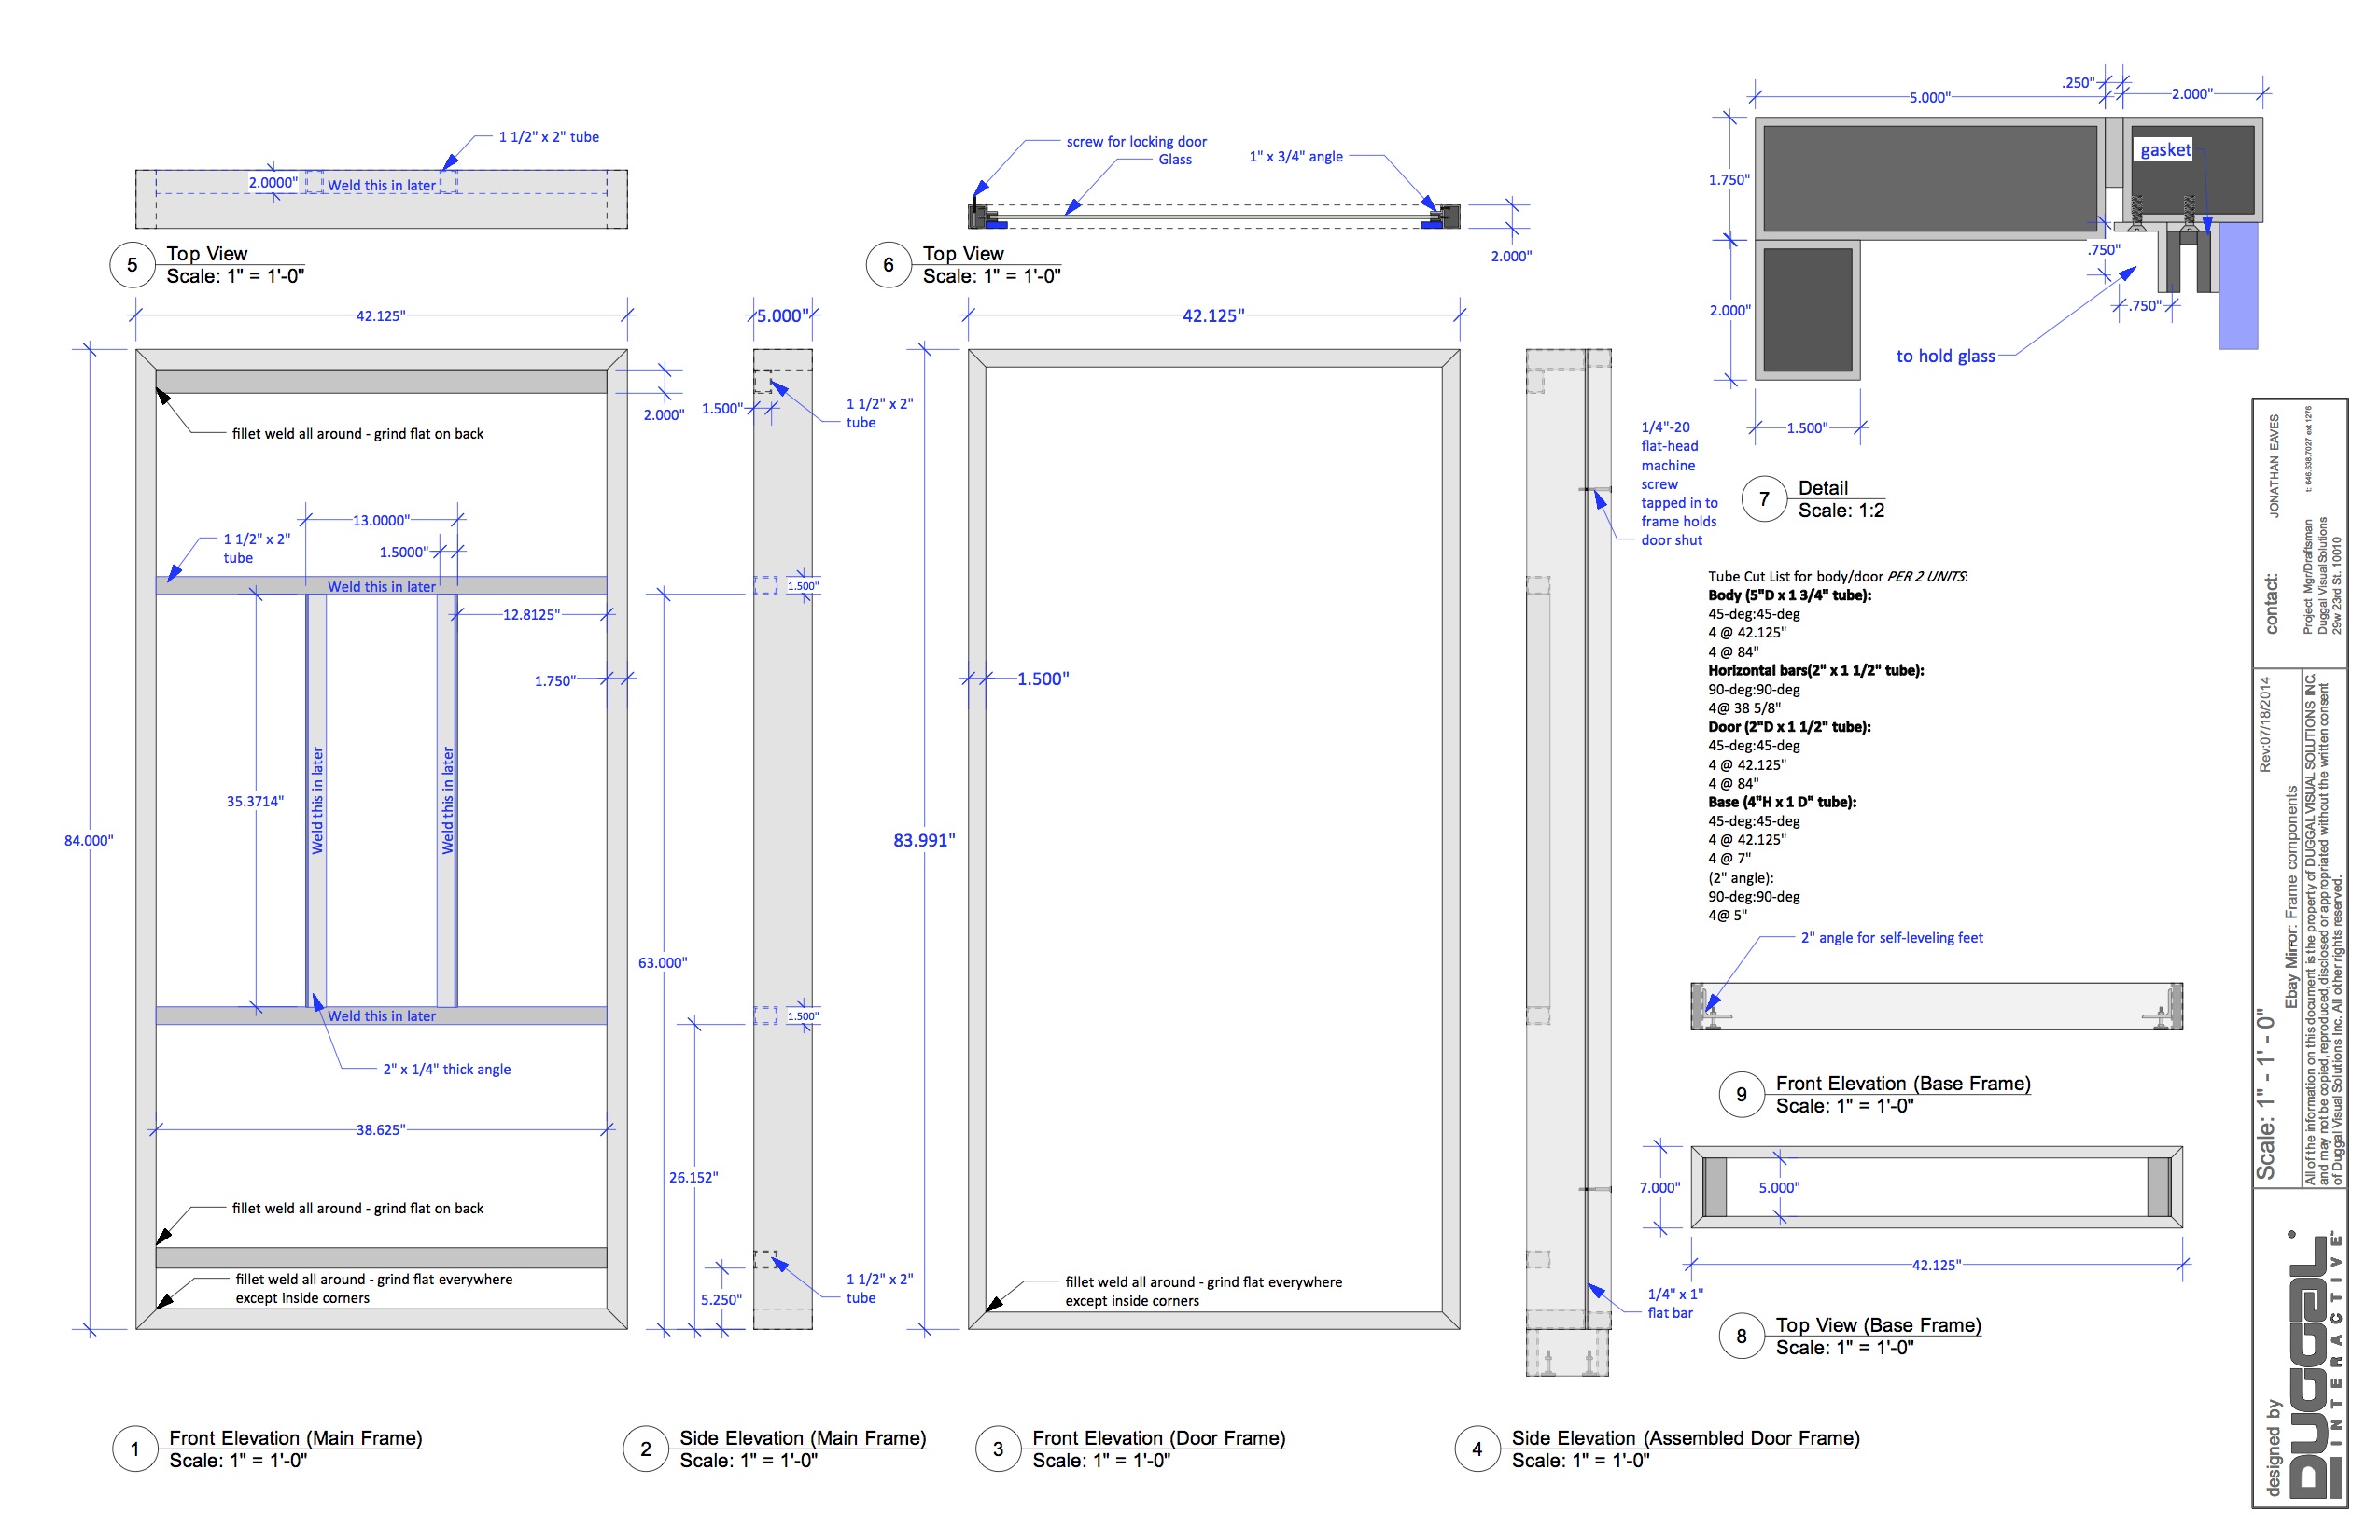 1 1/2" x 2" tube
2.0000"
Weld this in later
5
Top View
Scale: 1" = 1'-0"
screw for locking door
Glass
1" x 3/4" angle
2.000"
6
Top View
Scale: 1" = 1'-0"
.250"
5.000"
2.000"
gasket
1.750"
.750"
2.000"
.750"
to hold glass
1.500"
7
Detail
Scale: 1:2
42.125"
84.000"
2.000"
fillet weld all around - grind flat on back
13.0000"
1.5000"
1 1/2" x 2"
tube
Weld this in later
12.8125"
1.750"
Weld this in later
Weld this in later
35.3714"
Weld this in later
2" x 1/4" thick angle
38.625"
fillet weld all around - grind flat on back
fillet weld all around - grind flat everywhere
except inside corners
1
Front Elevation (Main Frame)
Scale: 1" = 1'-0"
5.000"
1.500"
1 1/2" x 2"
tube
1.500"
63.000"
1.500"
26.152"
5.250"
1 1/2" x 2"
tube
2
Side Elevation (Main Frame)
Scale: 1" = 1'-0"
42.125"
1.500"
83.991"
fillet weld all around - grind flat everywhere
except inside corners
3
Front Elevation (Door Frame)
Scale: 1" = 1'-0"
1/4"-20
flat-head
machine
screw
tapped in to
frame holds
door shut
1/4" x 1"
flat bar
4
Side Elevation (Assembled Door Frame)
Scale: 1" = 1'-0"
Tube Cut List for body/door PER 2 UNITS:
Body (5"D x 1 3/4" tube):
45-deg:45-deg
4 @ 42.125"
4 @ 84"
Horizontal bars(2" x 1 1/2" tube):
90-deg:90-deg
4@ 38 5/8"
Door (2"D x 1 1/2" tube):
45-deg:45-deg
4 @ 42.125"
4 @ 84"
Base (4"H x 1 D" tube):
45-deg:45-deg
4 @ 42.125"
4 @ 7"
(2" angle):
90-deg:90-deg
4@ 5"
2" angle for self-leveling feet
9
Front Elevation (Base Frame)
Scale: 1" = 1'-0"
7.000"
5.000"
42.125"
8
Top View (Base Frame)
Scale: 1" = 1'-0"
contact:
JONATHAN EAVES
Project Mgr/Draftsman
t: 646.638.7027 ext 1276
Duggal Visual Solutions
29w 23rd St. 10010
Scale: 1" - 1' - 0"
Rev:07/18/2014
Ebay Mirror: Frame components
All of the information on this document is the property of DUGGAL VISUAL SOLUTIONS INC.
and may not be copied, reproduced, disclosed or appropriated without the written consent
of Duggal Visual Solutions Inc. All other rights reserved.
designed by
DUGGAL
INTERACTIVE